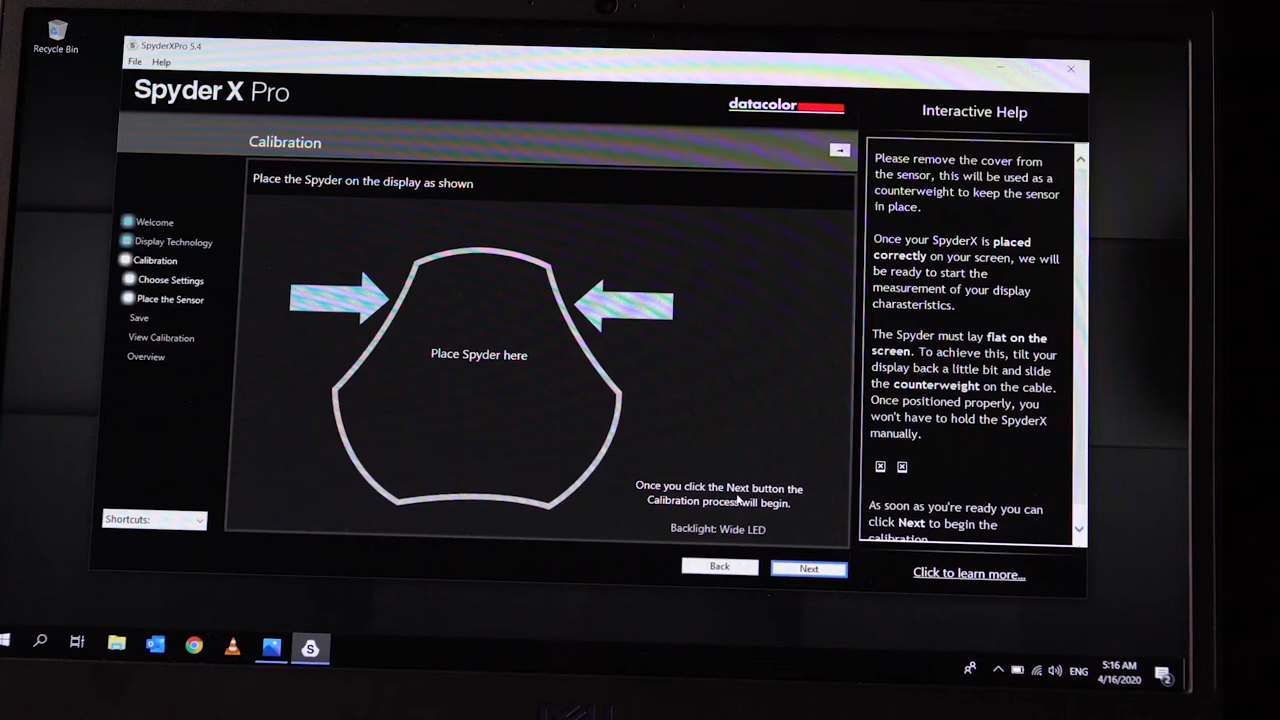 Recycle Bin
SpyderXPro 5.4
File Help
Spyder X Pro
datacolor
Interactive Help
Calibration
Place the Spyder on the display as shown
Welcome
Display Technology
Calibration
Choose Settings
Place the Sensor
Save
View Calibration
Overview
Shortcuts:
Place Spyder here
Once you click the Next button the
Calibration process will begin.
Backlight: Wide LED
Back
Next
Please remove the cover from
the sensor, this will be used as a
counterweight to keep the sensor
in place.
Once your SpyderX is placed
correctly on your screen, we will
be ready to start the
measurement of your display
charasteristics.
The Spyder must lay flat on the
screen. To achieve this, tilt your
display back a little bit and slide
the counterweight on the cable.
Once positioned properly, you
won't have to hold the SpyderX
manually.
As soon as you're ready you can
click Next to begin the
calibration.
Click to learn more...
ENG
5:16 AM
4/16/2020
2